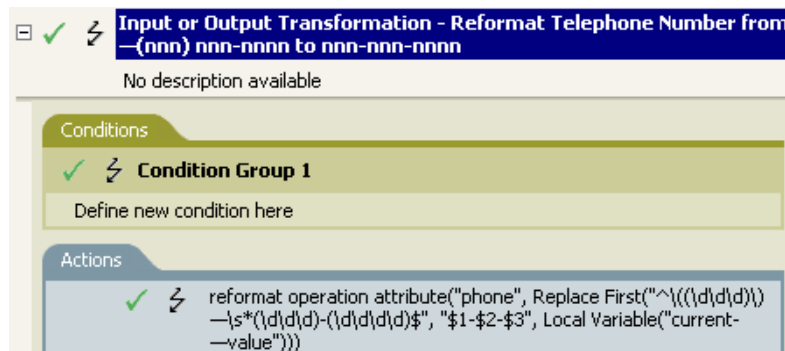 Input or Output Transformation - Reformat Telephone Number from
—(nnn) nnn-nnnn to nnn-nnn-nnnn
No description available
Conditions
Condition Group 1
Define new condition here
Actions
reformat operation attribute("phone", Replace First("^\((\d\d\d)\)
—\s*(\d\d\d)-(\d\d\d\d)$", "$1-$2-$3", Local Variable("current-
—value")))